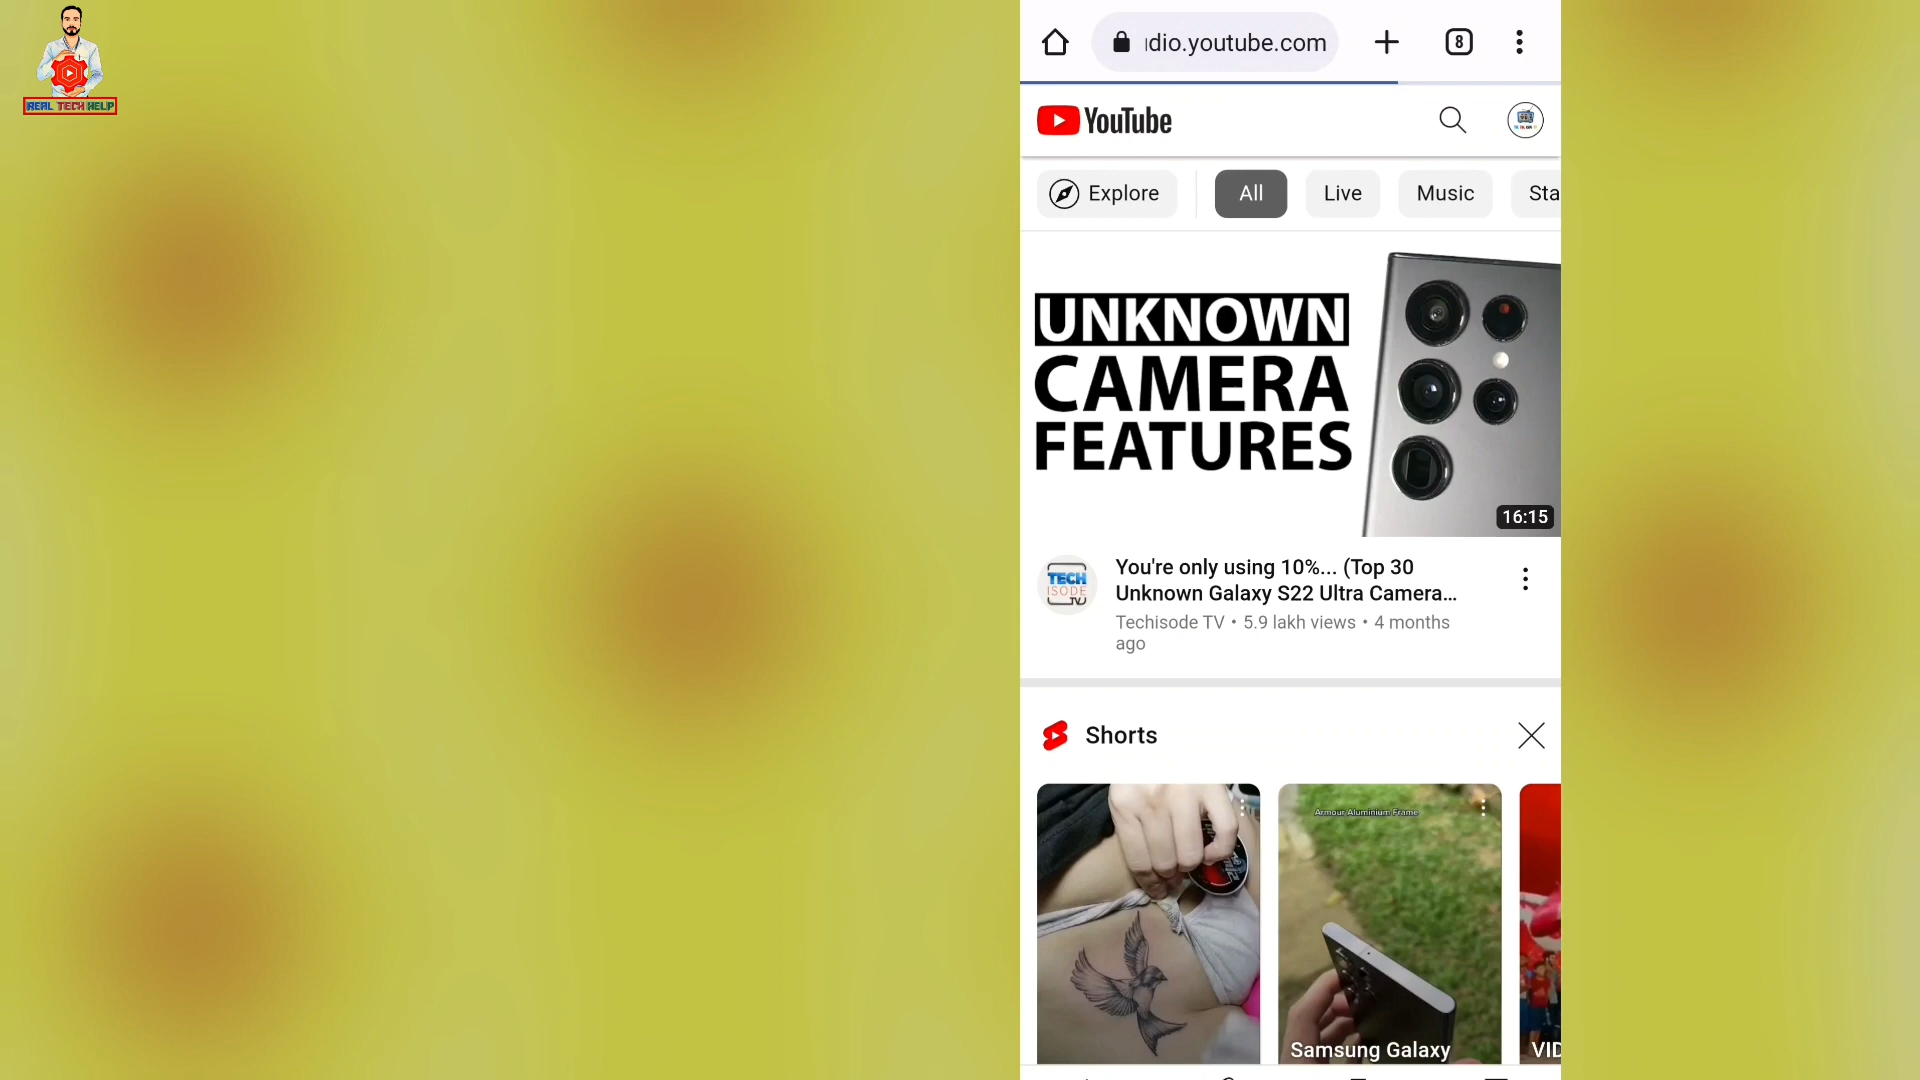 REAL TECH HELP
ıdio.youtube.com
8
YouTube
Explore
All
Live
Music
Sta
UNKNOWN
CAMERA
FEATURES
16:15
TECH
ISODE
TV
You're only using 10%... (Top 30
Unknown Galaxy S22 Ultra Camera...
Techisode TV • 5.9 lakh views • 4 months
ago
Shorts
Armour Aluminium Frame
Samsung Galaxy
VID